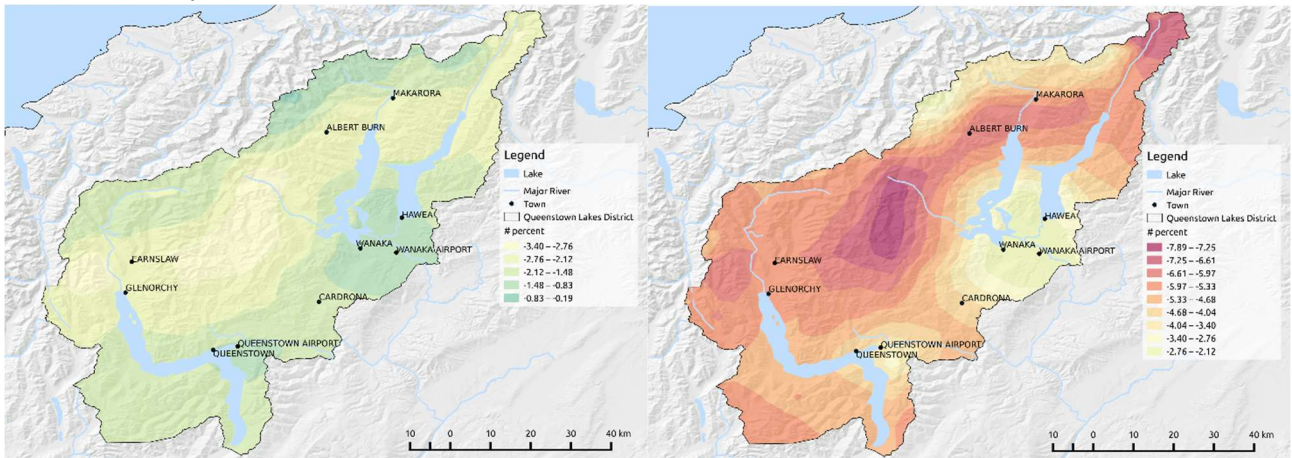 MAKARORA
ALBERT BURN
Legend
Lake
Major River
Town
Queenstown Lakes District
# percent
-3.40 – -2.76
-2.76 – -2.12
-2.12 – -1.48
-1.48 – -0.83
-0.83 – -0.19
HAWEA
WANAKA
WANAKA AIRPORT
EARNSLAW
GLENORCHY
CARDRONA
QUEENSTOWN AIRPORT
QUEENSTOWN
10 0 10 20 30 40 km
MAKARORA
ALBERT BURN
Legend
Lake
Major River
Town
Queenstown Lakes District
# percent
-7.89 – -7.25
-7.25 – -6.61
-6.61 – -5.97
-5.97 – -5.33
-5.33 – -4.68
-4.68 – -4.04
-4.04 – -3.40
-3.40 – -2.76
-2.76 – -2.12
HAWEA
WANAKA
WANAKA AIRPORT
EARNSLAW
GLENORCHY
CARDRONA
QUEENSTOWN AIRPORT
QUEENSTOWN
10 0 10 20 30 40 km